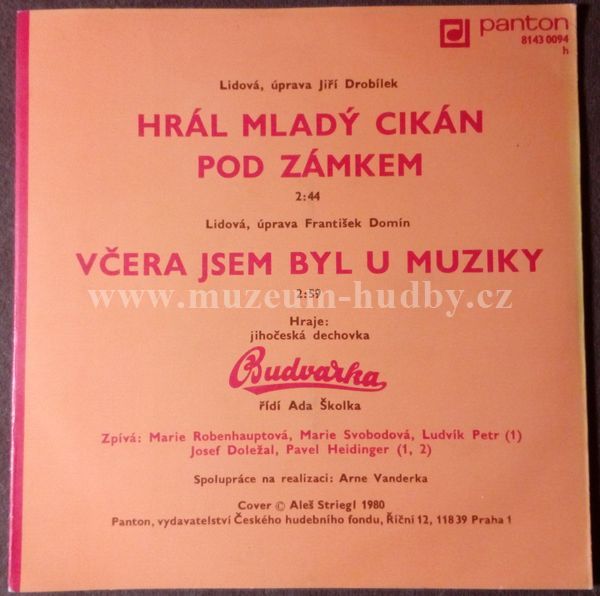 panton
8143 0094
h
Lidová, úprava Jiří Drobílek
HRÁL MLADÝ CIKÁN
POD ZÁMKEM
2:44
Lidová, úprava František Domín
VČERA JSEM BYL U MUZIKY
www.muzeum-hudby.cz
2:59
Hraje:
jihočeská dechovka
Budvarka
řídí Ada Školka
Zpívá: Marie Robenhauptová, Marie Svobodová, Ludvík Petr (1)
Josef Doležal, Pavel Heidinger (1, 2)
Spolupráce na realizaci: Arne Vanderka
Cover © Aleš Striegl 1980
Panton, vydavatelství Českého hudebního fondu, Říční 12, 118 39 Praha 1